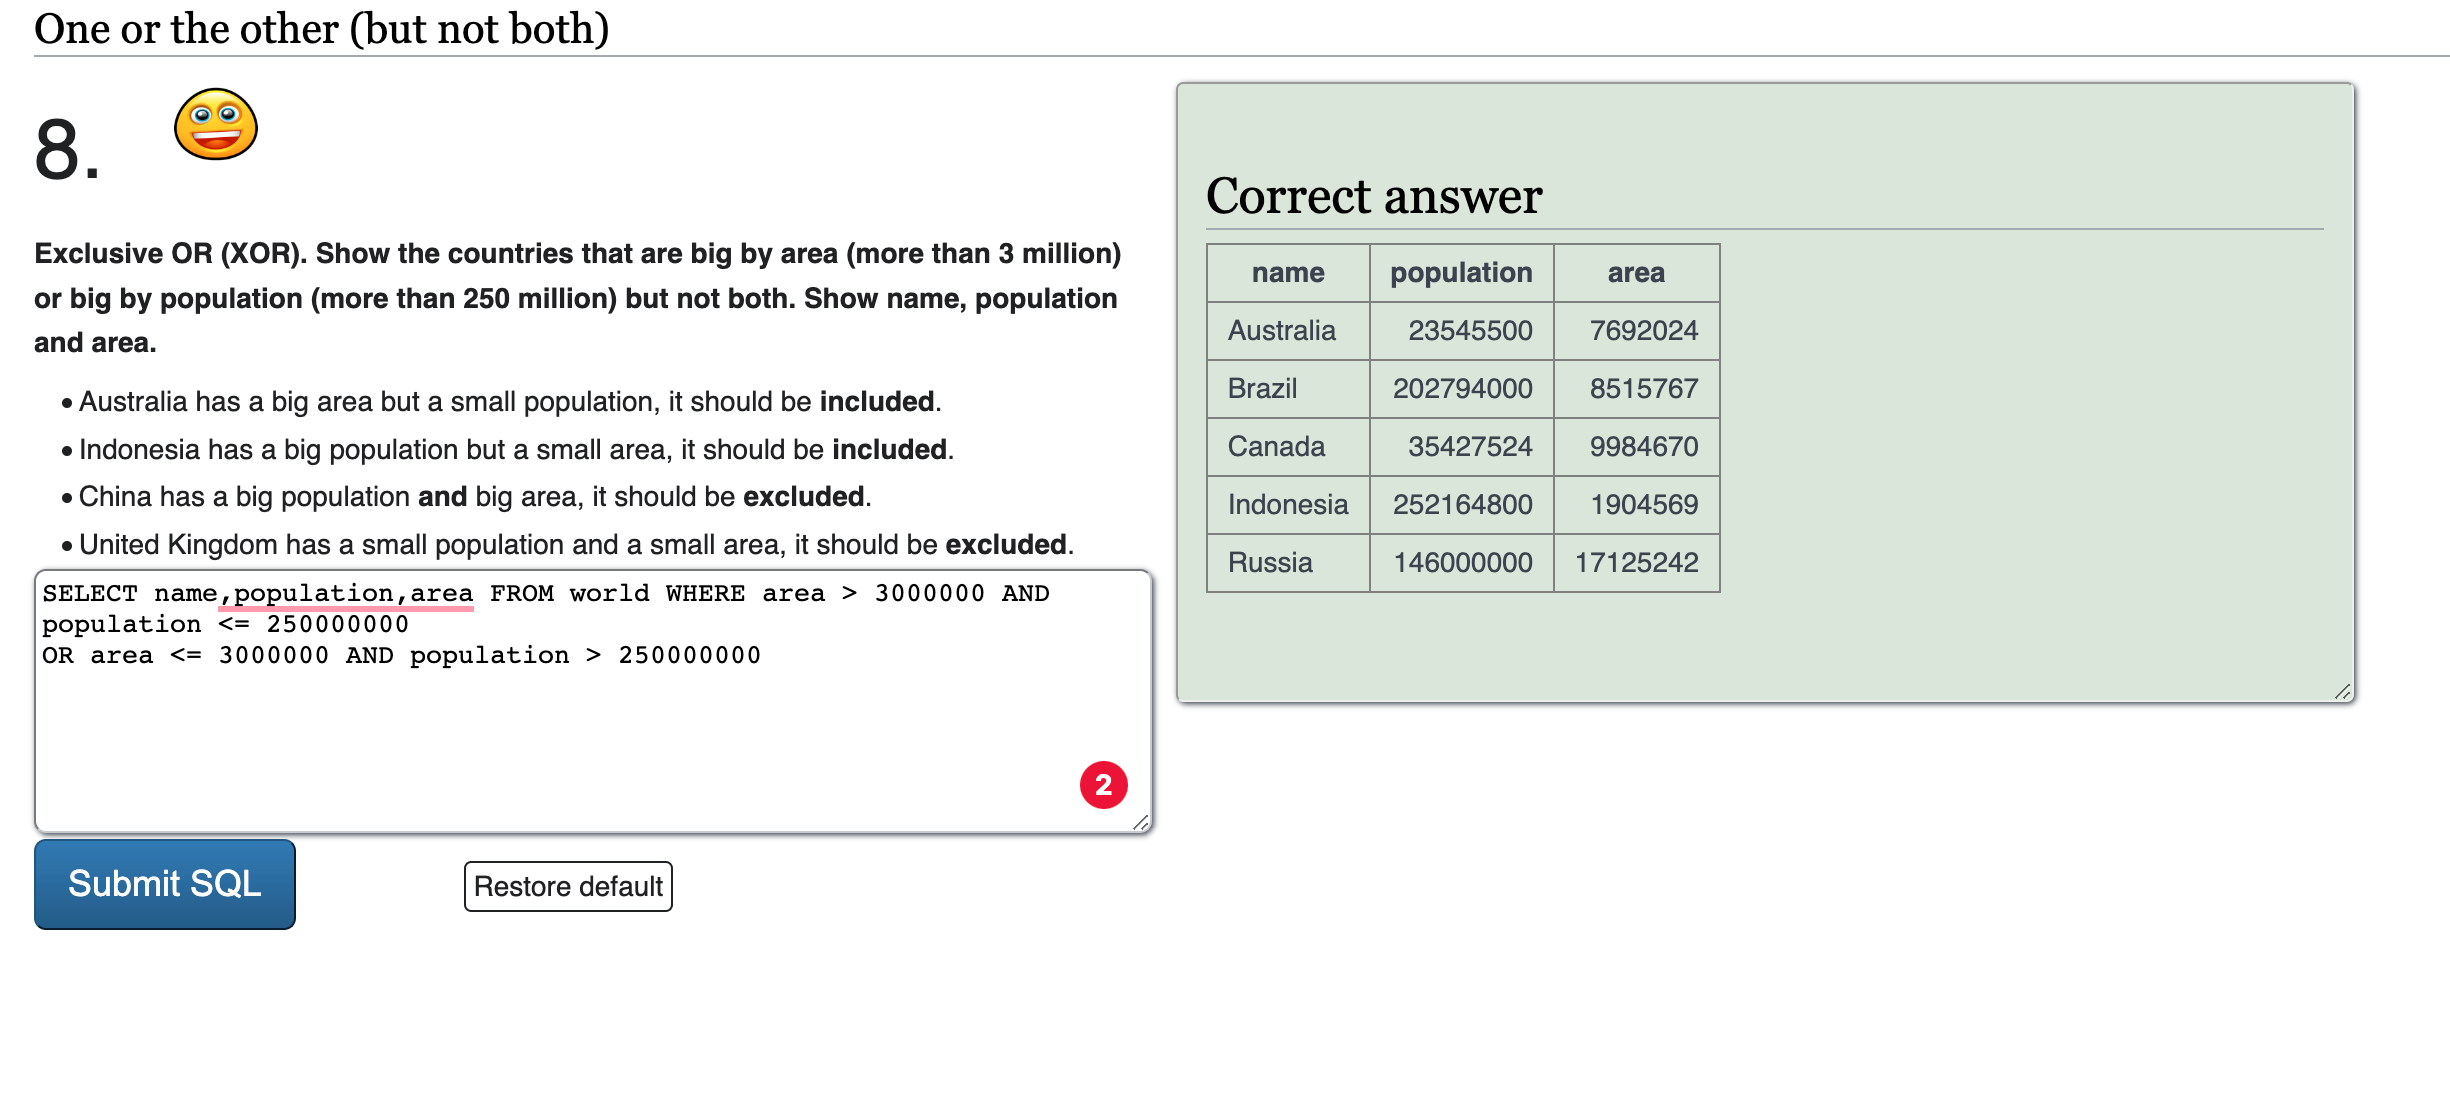 One or the other (but not both)
8.
Exclusive OR (XOR). Show the countries that are big by area (more than 3 million)
or big by population (more than 250 million) but not both. Show name, population
and area.
• Australia has a big area but a small population, it should be included.
• Indonesia has a big population but a small area, it should be included.
• China has a big population and big area, it should be excluded.
• United Kingdom has a small population and a small area, it should be excluded.
SELECT name,population,area FROM world WHERE area > 3000000 AND
population <= 250000000
OR area <= 3000000 AND population > 250000000
2
Submit SQL
Restore default
Correct answer
name population area
Australia 23545500 7692024
Brazil 202794000 8515767
Canada 35427524 9984670
Indonesia 252164800 1904569
Russia 146000000 17125242